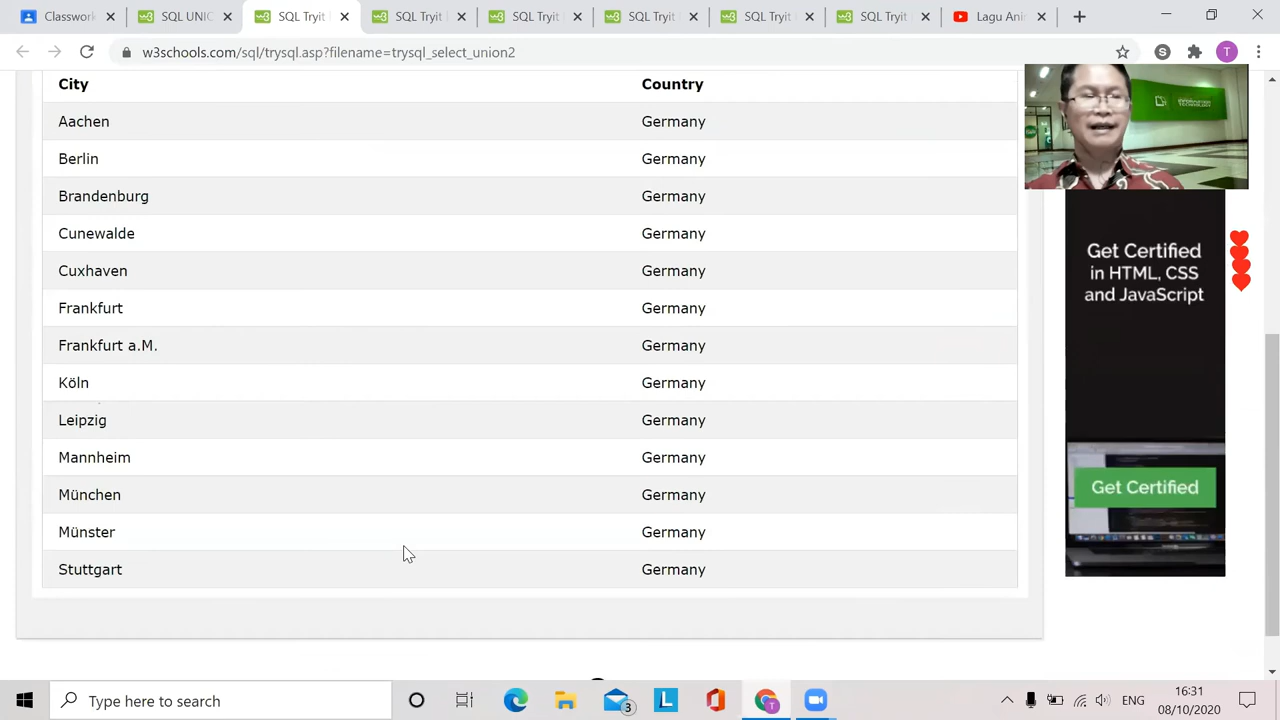 Classwork
SQL UNIC
SQL Tryit
SQL Tryit
SQL Tryit
SQL Tryit
SQL Tryit
SQL Tryit
Lagu Ani
w3schools.com/sql/trysql.asp?filename=trysql_select_union2
S
T
City Country
Aachen Germany
Berlin Germany
Brandenburg Germany
Cunewalde Germany
Cuxhaven Germany
Frankfurt Germany
Frankfurt a.M. Germany
Köln Germany
Leipzig Germany
Mannheim Germany
München Germany
Münster Germany
Stuttgart Germany
Get Certified
in HTML, CSS
and JavaScript
Get Certified
Type here to search
3
L
T
ENG
16:31
08/10/2020